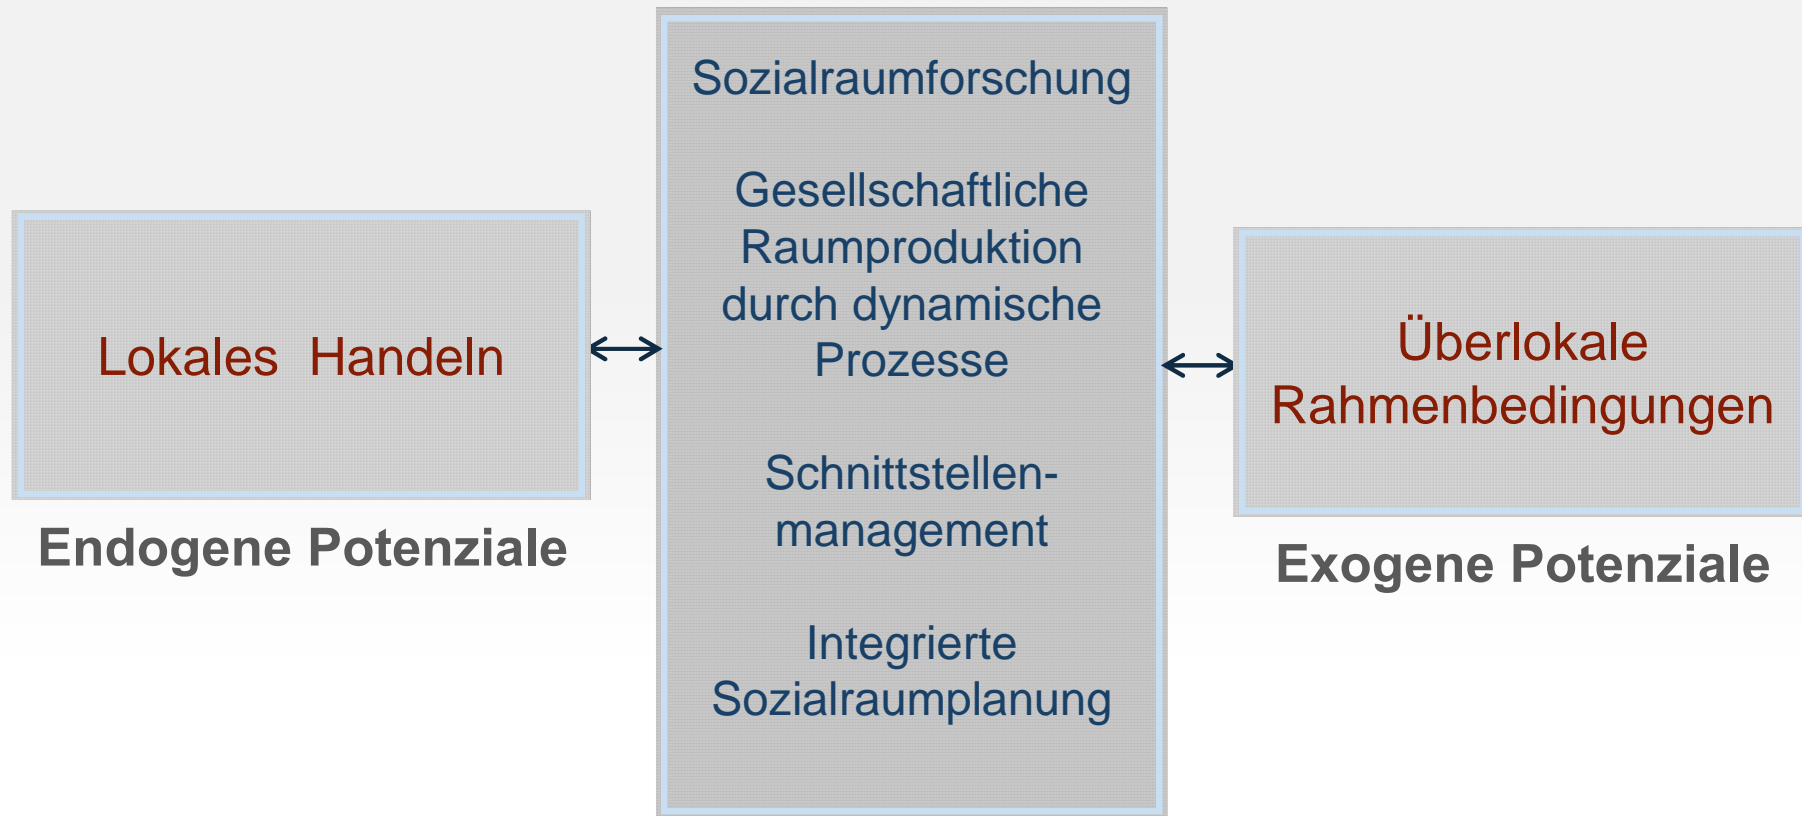 Lokales  Handeln
Endogene Potenziale
Sozialraumforschung
Gesellschaftliche
Raumproduktion
durch dynamische
Prozesse
Schnittstellen-
management
Integrierte
Sozialraumplanung
Überlokale
Rahmenbedingungen
Exogene Potenziale